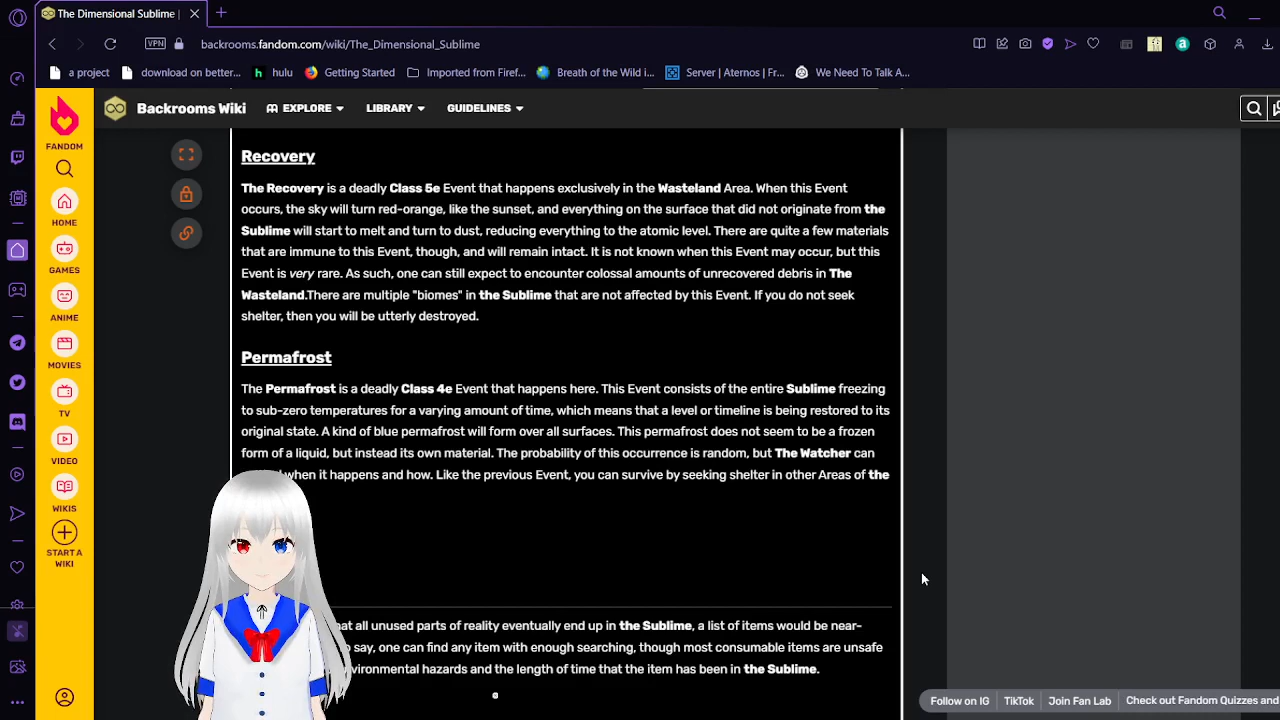 The Dimensional Sublime |
backrooms.fandom.com/wiki/The_Dimensional_Sublime
VPN
a project
download on better...
hulu
Getting Started
Imported from Firef...
Breath of the Wild i...
Server | Aternos | Fr...
We Need To Talk A...
FANDOM
HOME
GAMES
ANIME
MOVIES
TV
VIDEO
WIKIS
START A
WIKI
Backrooms Wiki
EXPLORE
LIBRARY
GUIDELINES
Recovery
The Recovery is a deadly Class 5e Event that happens exclusively in the Wasteland Area. When this Event
occurs, the sky will turn red-orange, like the sunset, and everything on the surface that did not originate from the
Sublime will start to melt and turn to dust, reducing everything to the atomic level. There are quite a few materials
that are immune to this Event, though, and will remain intact. It is not known when this Event may occur, but this
Event is very rare. As such, one can still expect to encounter colossal amounts of unrecovered debris in The
Wasteland.There are multiple "biomes" in the Sublime that are not affected by this Event. If you do not seek
shelter, then you will be utterly destroyed.
Permafrost
The Permafrost is a deadly Class 4e Event that happens here. This Event consists of the entire Sublime freezing
to sub-zero temperatures for a varying amount of time, which means that a level or timeline is being restored to its
original state. A kind of blue permafrost will form over all surfaces. This permafrost does not seem to be a frozen
form of a liquid, but instead its own material. The probability of this occurrence is random, but The Watcher can
when it happens and how. Like the previous Event, you can survive by seeking shelter in other Areas of the
all unused parts of reality eventually end up in the Sublime, a list of items would be near-
say, one can find any item with enough searching, though most consumable items are unsafe
and the length of time that the item has been in the Sublime.
Follow on IG
TikTok
Join Fan Lab
Check out Fandom Quizzes and